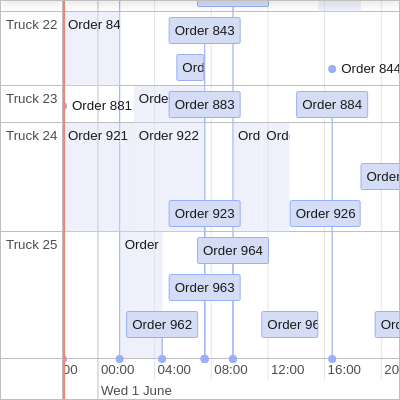 Truck 22 Order 84 Order 843
Ord Order 844
Truck 23 Order 881 Orde Order 883 Order 884
Truck 24 Order 921 Order 922 Ord Ord
Order
Order 923 Order 926
Truck 25 Order Order 964
Order 963
Order 962 Order 96 Ord
:00 00:00 04:00 08:00 12:00 16:00 20
Wed 1 June